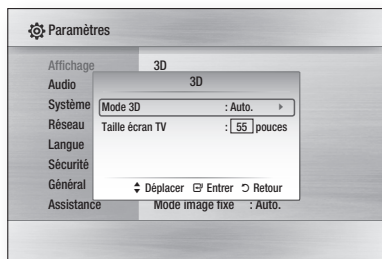 Paramètres
Affichage 3D
Audio
Système
Réseau
Langue
Sécurité
Général
Assistance
3D
Mode 3D : Auto.
Taille écran TV : 55 pouces
Déplacer Entrer Retour
Mode image fixe : Auto.